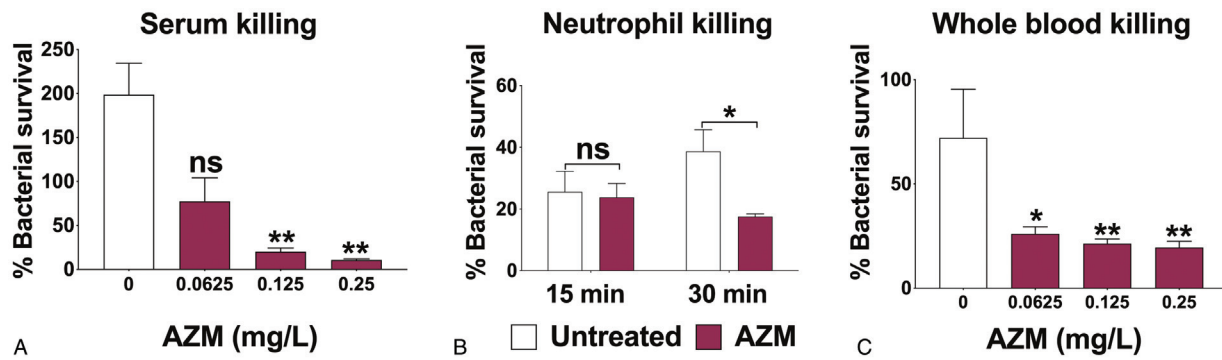 Serum killing
% Bacterial survival
250
200
150
100
50
0
ns
**
**
0 0.0625 0.125 0.25
AZM (mg/L)
A
Neutrophil killing
% Bacterial survival
60
40
20
0
ns
*
15 min 30 min
Untreated AZM
B
Whole blood killing
% Bacterial survival
100
50
0
*
**
**
0 0.0625 0.125 0.25
AZM (mg/L)
C